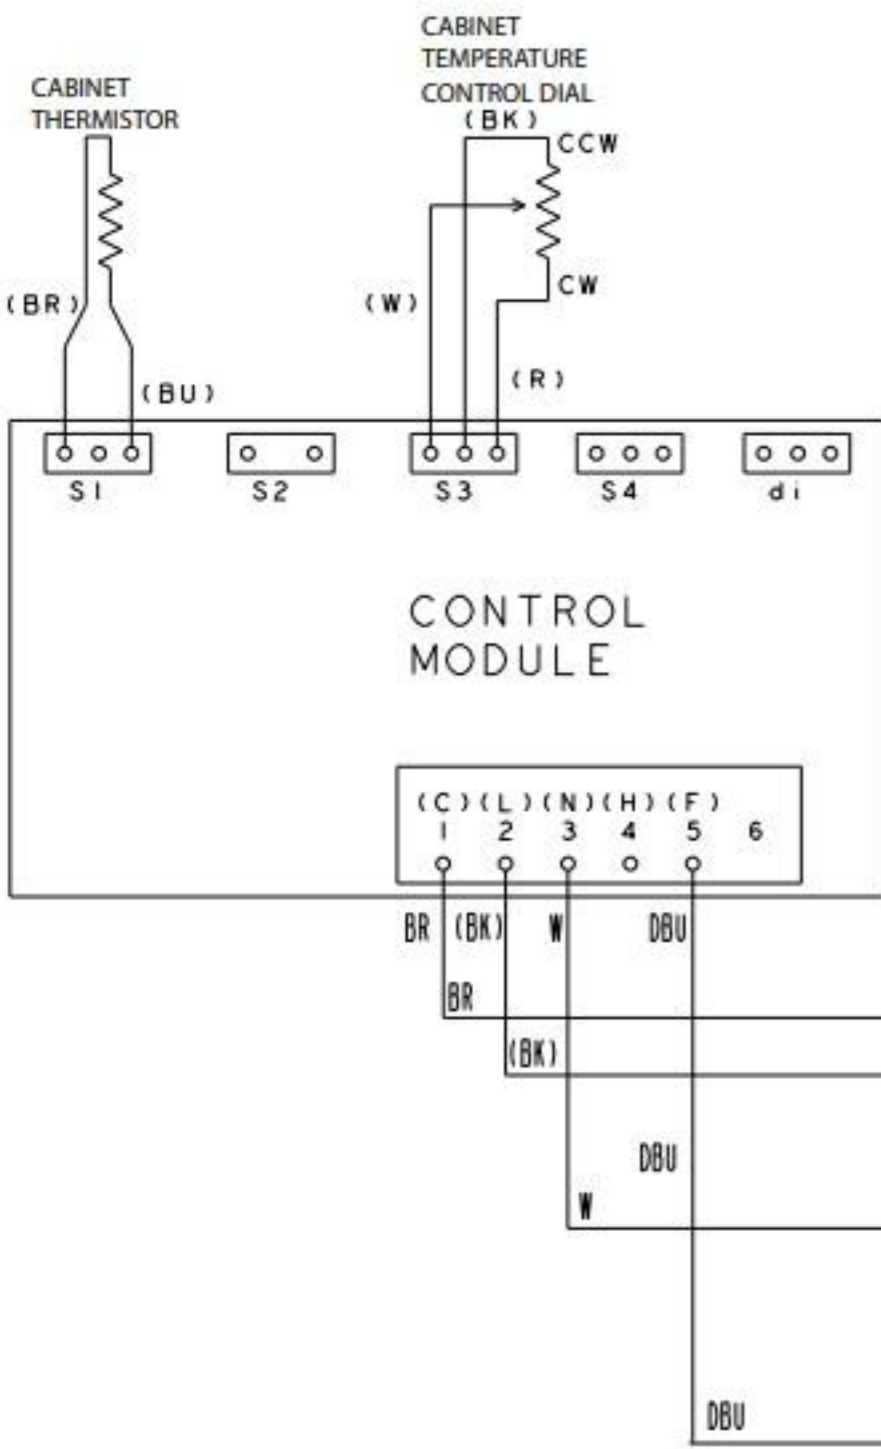 CABINET
TEMPERATURE
CONTROL DIAL
CABINET
THERMISTOR
(BK)
CCW
(BR)
(W)
CW
(R)
(BU)
S1
S2
S3
S4
di
CONTROL
MODULE
(C) (L) (N) (H) (F)
1 2 3 4 5 6
BR (BK) W DBU
BR
(BK)
DBU
W
DBU